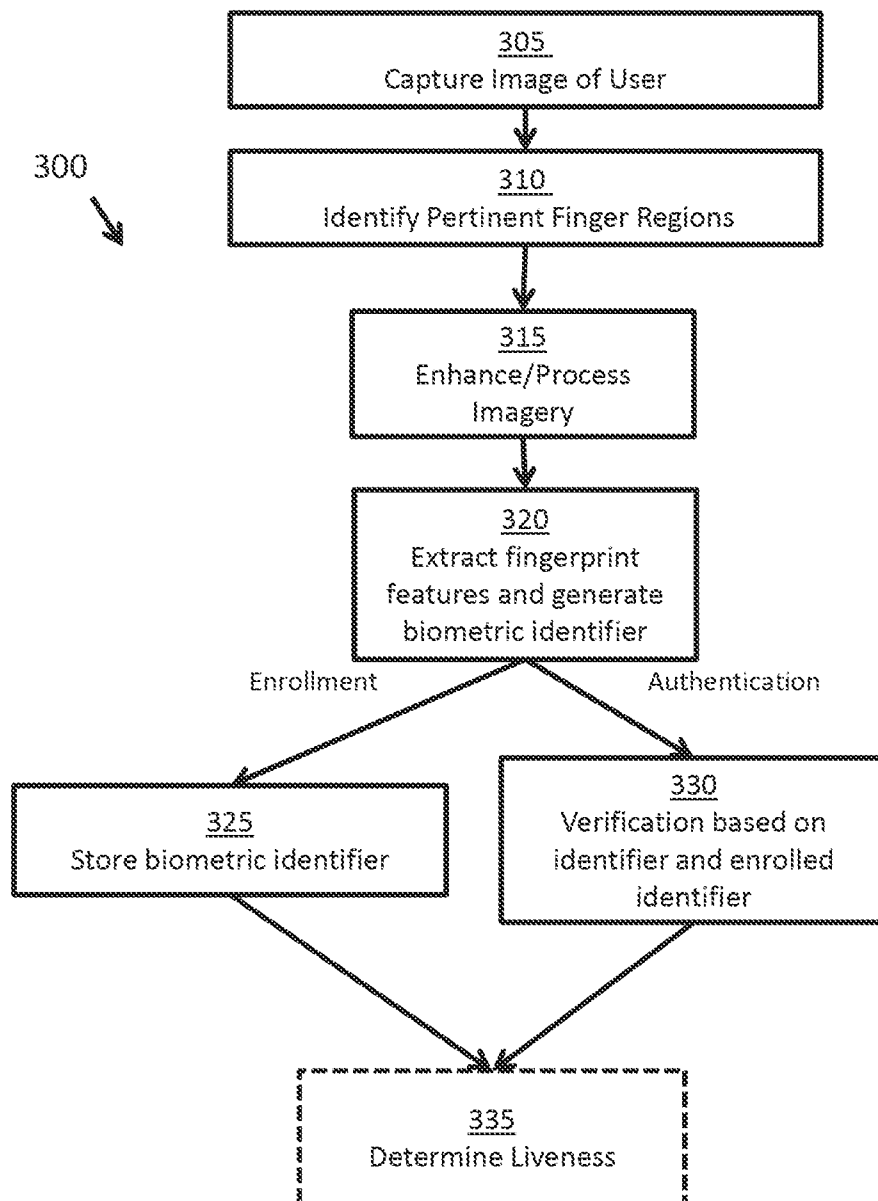 305
Capture Image of User
300
310
Identify Pertinent Finger Regions
315
Enhance/Process
Imagery
320
Extract fingerprint
features and generate
biometric identifier
Enrollment
Authentication
325
Store biometric identifier
330
Verification based on
identifier and enrolled
identifier
335
Determine Liveness